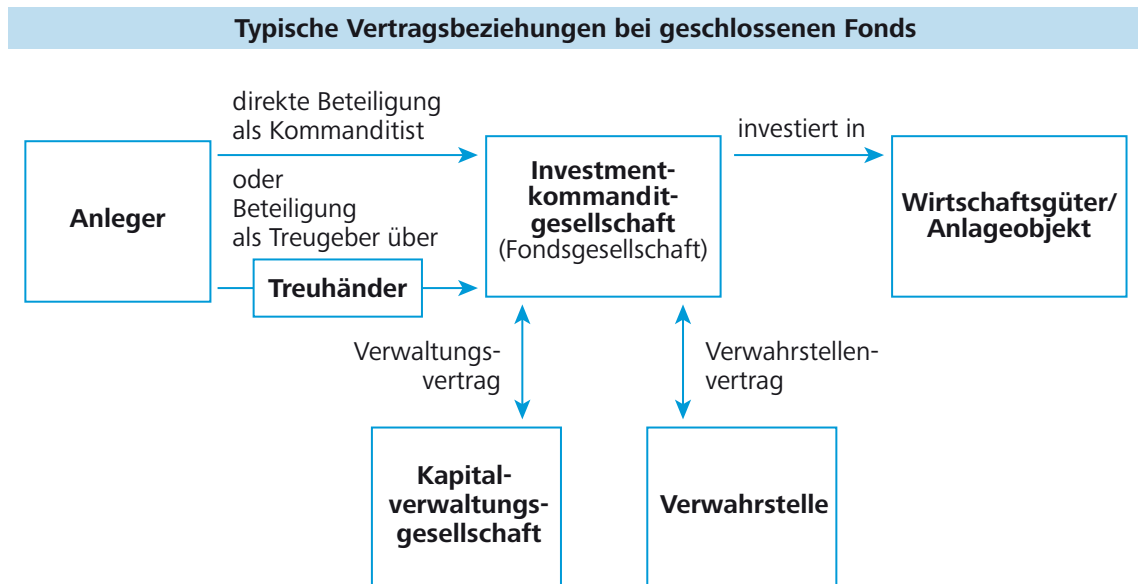 Typische Vertragsbeziehungen bei geschlossenen Fonds
direkte Beteiligung
als Kommanditist
oder
Beteiligung
als Treugeber über
Anleger
Treuhänder
Investment-
kommandit-
gesellschaft
(Fondsgesellschaft)
investiert in
Wirtschaftsgüter/
Anlageobjekt
Verwaltungs-
vertrag
Verwahrstellen-
vertrag
Kapital-
verwaltungs-
gesellschaft
Verwahrstelle